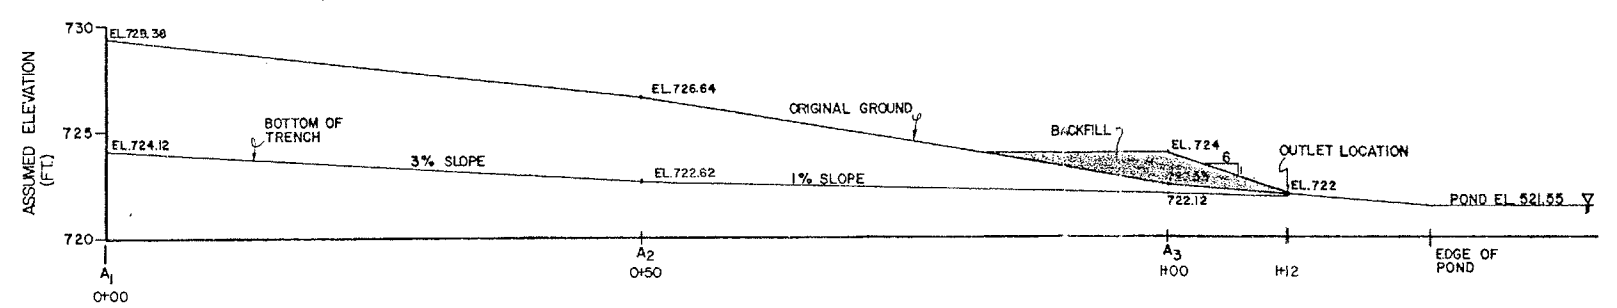 730
EL.729.38
ASSUMED ELEVATION
(FT.)
EL.726.64
ORIGINAL GROUND
725
BOTTOM OF
TRENCH
BACKFILL
EL.724
EL.724.12
6
OUTLET LOCATION
3% SLOPE
EL.722.62
1% SLOPE
EL.722
722.12
POND EL.521.55
720
A1
0+00
A2
0+50
A3
1+00
1+12
EDGE OF
POND